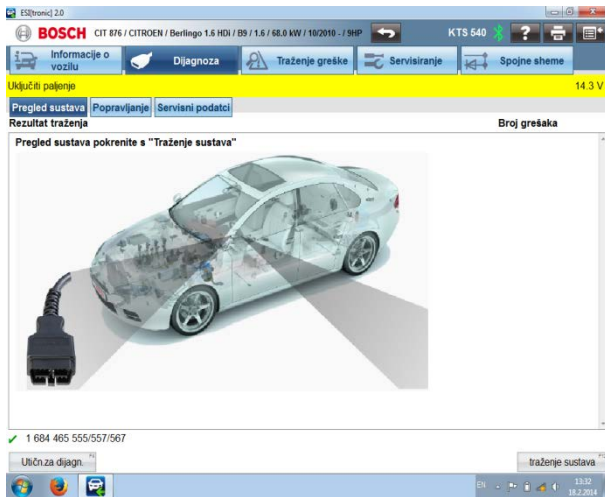 ESI[tronic] 2.0
BOSCH CIT 876 / CITROEN / Berlingo 1.6 HDi / B9 / 1.6 / 68.0 kW / 10/2010 - / 9HP KTS 540 ?
Informacije o vozilu
Dijagnoza
Traženje greške
Servisiranje
Spojne sheme
Uključiti paljenje 14.3 V
Pregled sustava Popravljanje Servisni podatci
Rezultat traženja Broj grešaka
Pregled sustava pokrenite s "Traženje sustava"
1 684 465 555/557/567
Utičn.za dijagn. traženje sustava
EN 13:32
18.2.2014